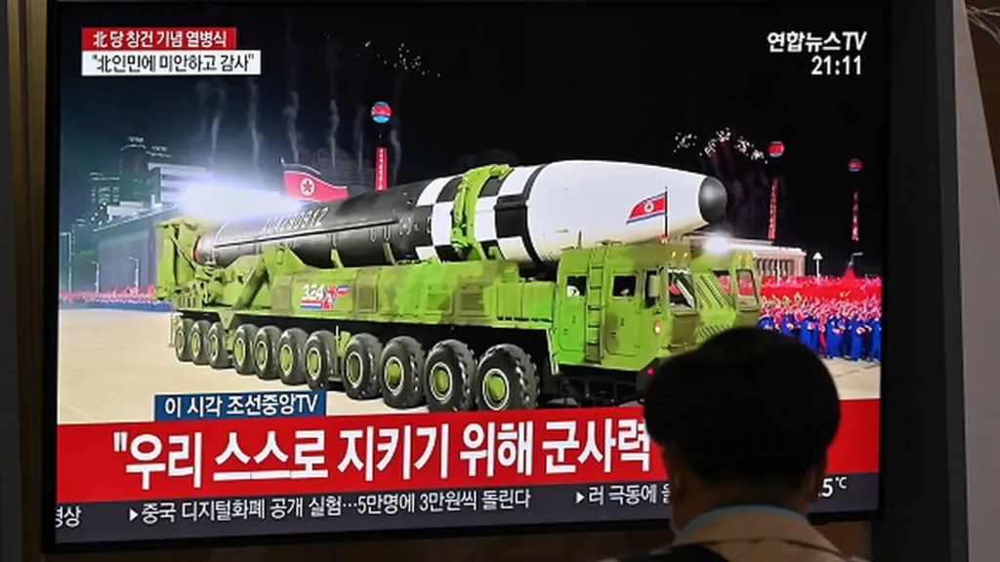 北 당 창건 기념 열병식
"北인민에 미안하고 감사"
연합뉴스TV
21:11
324
이 시각 조선중앙TV
"우리 스스로 지키기 위해 군사력
▶중국 디지털화폐 공개 실험…5만명에 3만원씩 돌린다
▶러 극동에
5℃